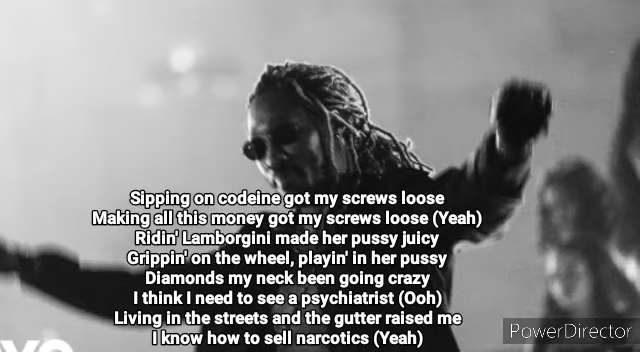 Sipping on codeine got my screws loose
Making all this money got my screws loose (Yeah)
Ridin' Lamborgini made her pussy juicy
Grippin' on the wheel, playin' in her pussy
Diamonds my neck been going crazy
I think I need to see a psychiatrist (Ooh)
Living in the streets and the gutter raised me
I know how to sell narcotics (Yeah)
PowerDirector